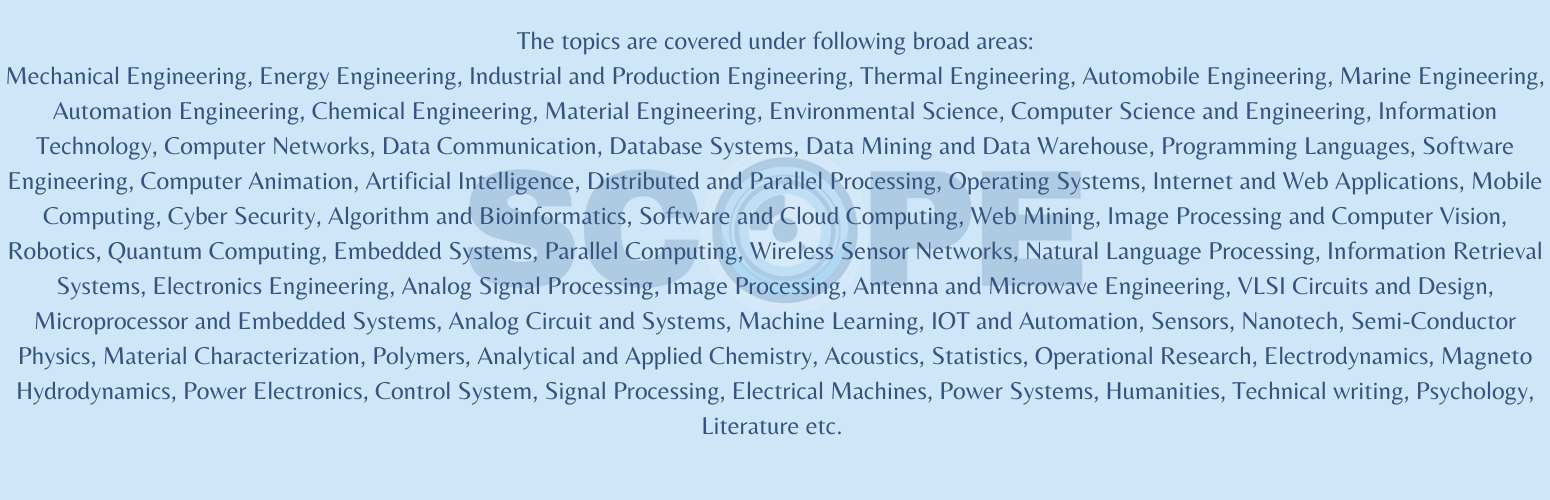 The topics are covered under following broad areas:
Mechanical Engineering, Energy Engineering, Industrial and Production Engineering, Thermal Engineering, Automobile Engineering, Marine Engineering,
Automation Engineering, Chemical Engineering, Material Engineering, Environmental Science, Computer Science and Engineering, Information
Technology, Computer Networks, Data Communication, Database Systems, Data Mining and Data Warehouse, Programming Languages, Software
Engineering, Computer Animation, Artificial Intelligence, Distributed and Parallel Processing, Operating Systems, Internet and Web Applications, Mobile
Computing, Cyber Security, Algorithm and Bioinformatics, Software and Cloud Computing, Web Mining, Image Processing and Computer Vision,
Robotics, Quantum Computing, Embedded Systems, Parallel Computing, Wireless Sensor Networks, Natural Language Processing, Information Retrieval
Systems, Electronics Engineering, Analog Signal Processing, Image Processing, Antenna and Microwave Engineering, VLSI Circuits and Design,
Microprocessor and Embedded Systems, Analog Circuit and Systems, Machine Learning, IOT and Automation, Sensors, Nanotech, Semi-Conductor
Physics, Material Characterization, Polymers, Analytical and Applied Chemistry, Acoustics, Statistics, Operational Research, Electrodynamics, Magneto
Hydrodynamics, Power Electronics, Control System, Signal Processing, Electrical Machines, Power Systems, Humanities, Technical writing, Psychology,
Literature etc.
SCOPE